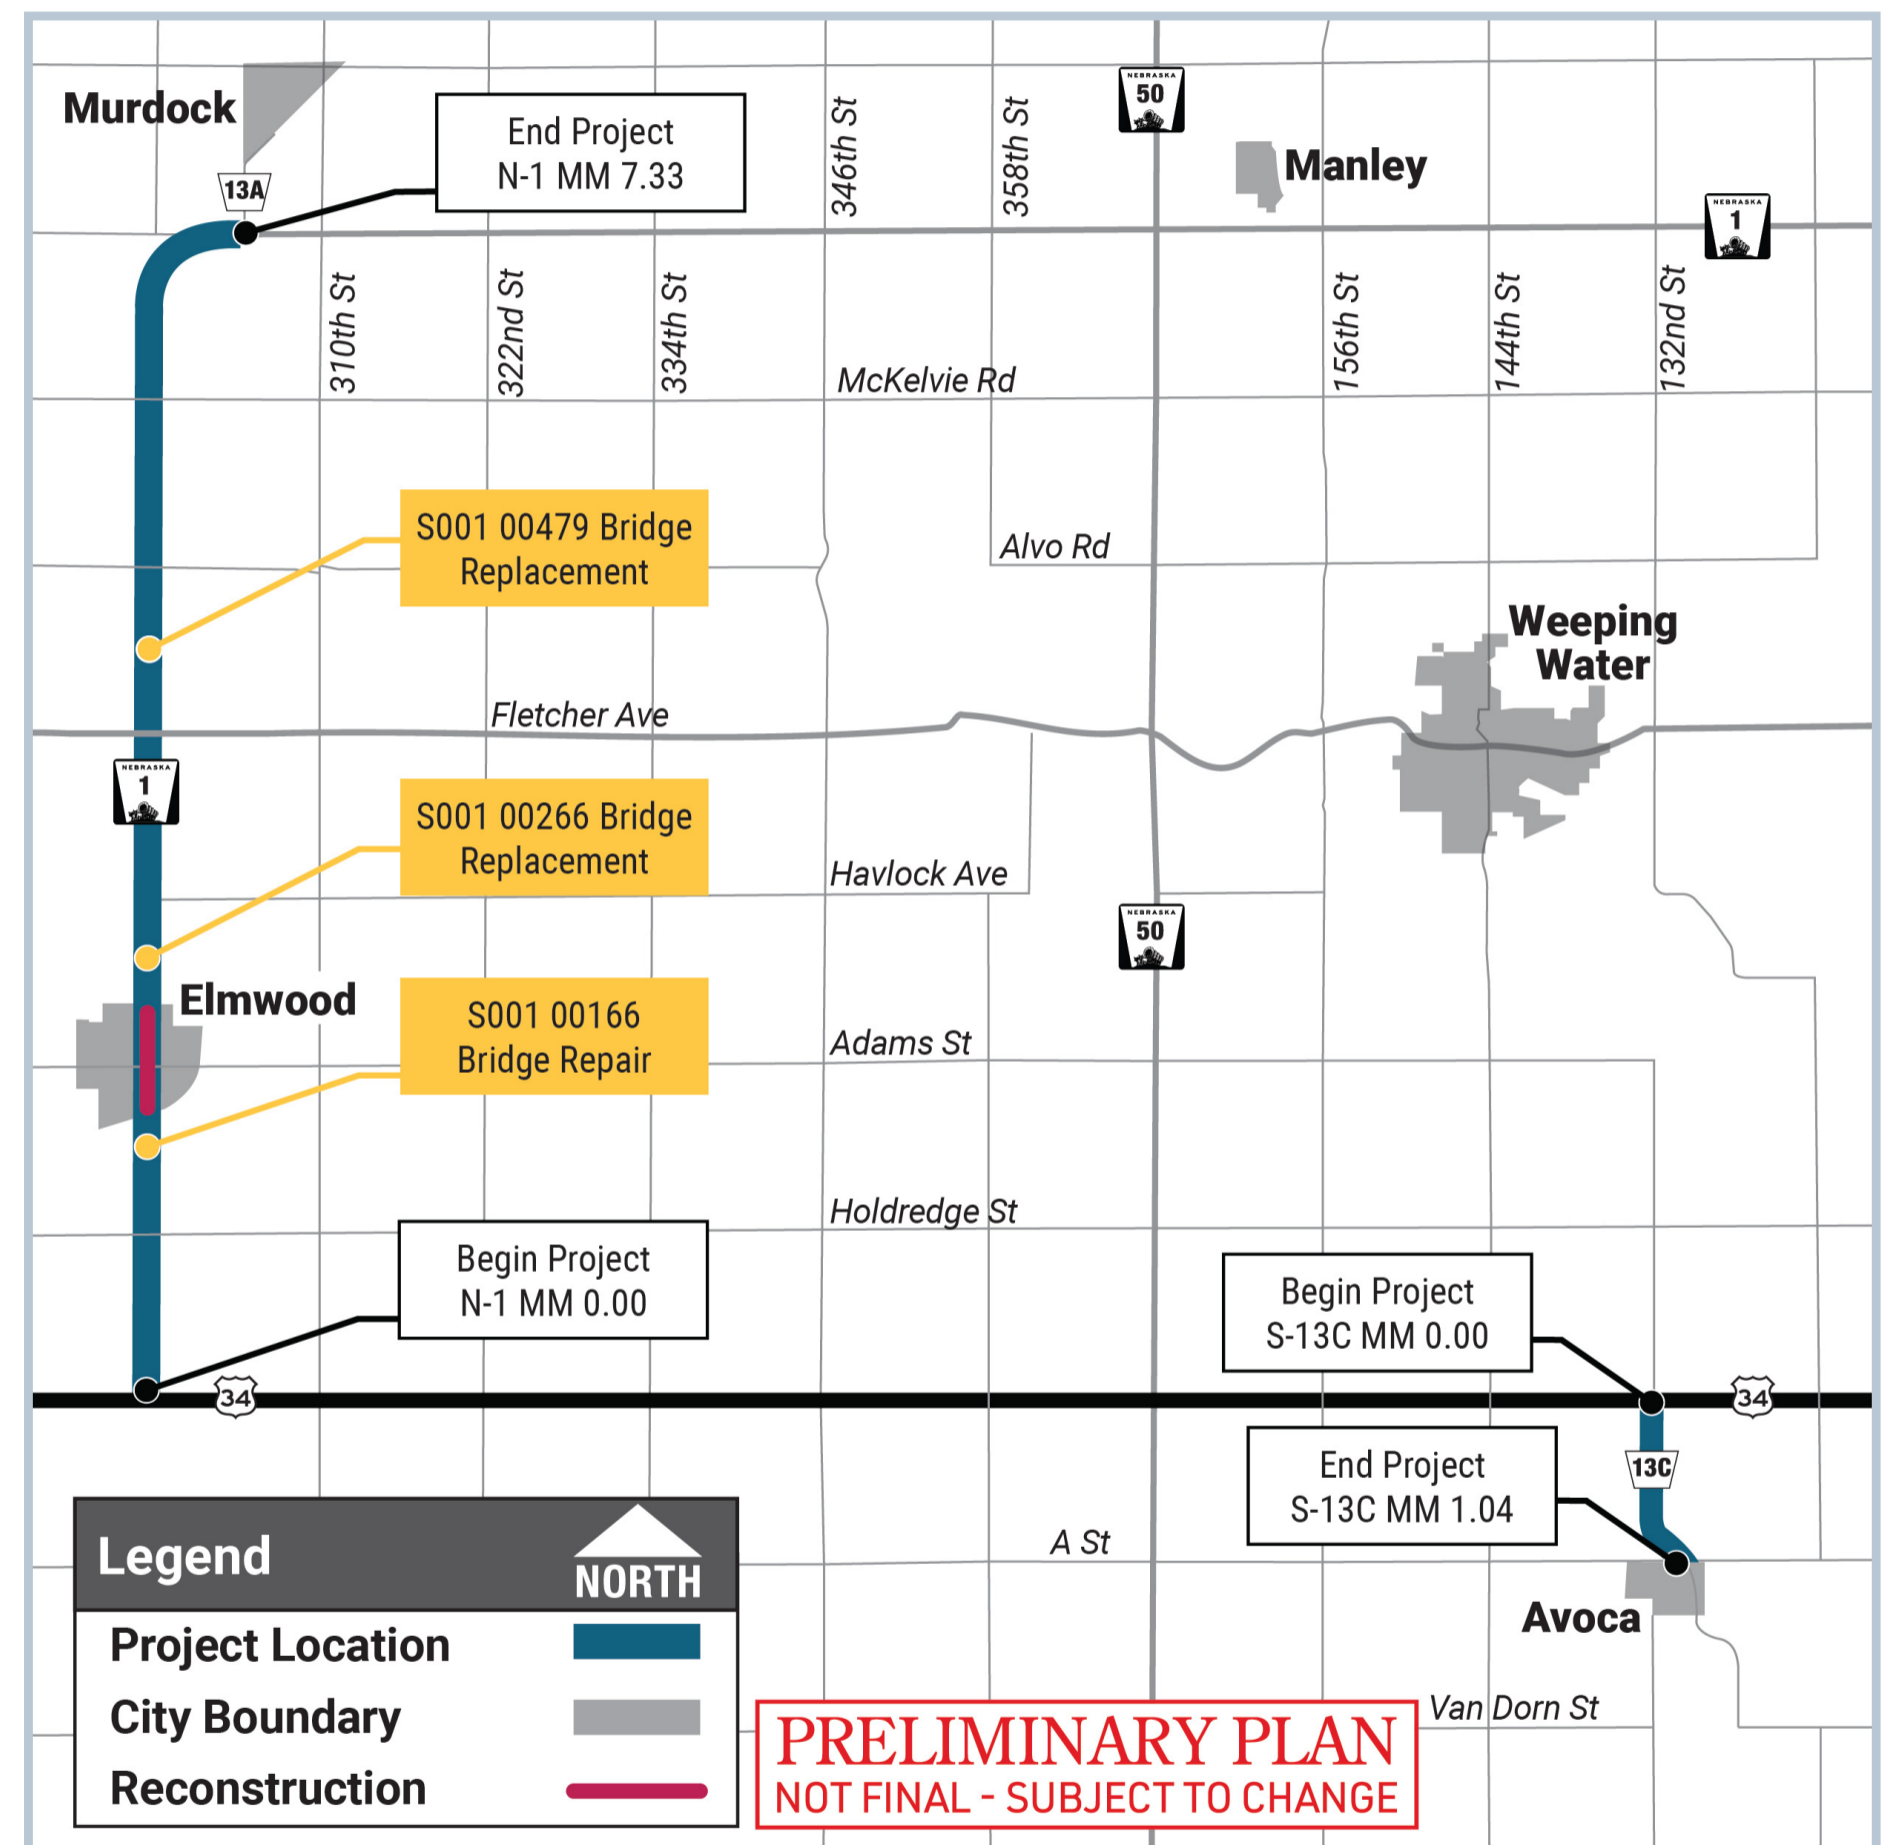 Murdock
13A
End Project
N-1 MM 7.33
346th St
358th St
NEBRASKA
50
Manley
NEBRASKA
1
310th St
322nd St
334th St
156th St
144th St
132nd St
McKelvie Rd
S001 00479 Bridge
Replacement
Alvo Rd
Weeping
Water
Fletcher Ave
NEBRASKA
1
S001 00266 Bridge
Replacement
Havlock Ave
NEBRASKA
50
Elmwood
S001 00166
Bridge Repair
Adams St
Holdredge St
Begin Project
N-1 MM 0.00
Begin Project
S-13C MM 0.00
34
34
End Project
S-13C MM 1.04
13C
A St
Avoca
Van Dorn St
Legend
NORTH
Project Location
City Boundary
Reconstruction
PRELIMINARY PLAN
NOT FINAL - SUBJECT TO CHANGE